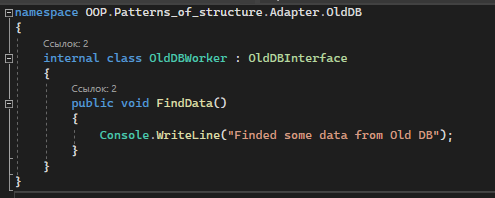 namespace OOP.Patterns_of_structure.Adapter.OldDB
{
Ссылок: 2
internal class OldDBWorker : OldDBInterface
{
Ссылок: 2
public void FindData()
{
Console.WriteLine("Finded some data from Old DB");
}
}
}